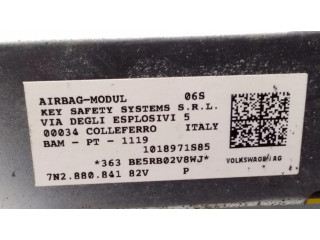 AIRBAG-MODUL 06S
KEY SAFETY SYSTEMS S.R.L.
VIA DEGLI ESPLOSIVI 5
00034 COLLEFERRO ITALY
BAM - PT - 1119
1018971S85
*363 BE5RB02V8WJ*
VOLKSWAGEN AG
7N2.880.841 82V P